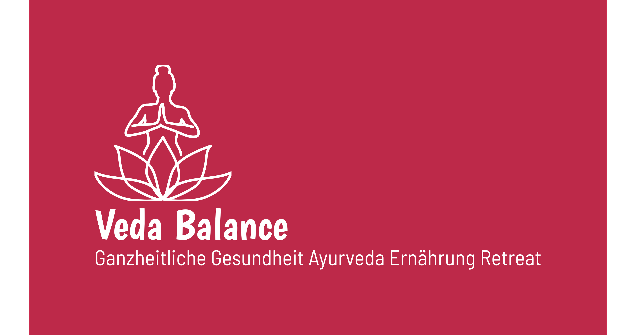 Veda Balance
Ganzheitliche Gesundheit Ayurveda Ernährung Retreat